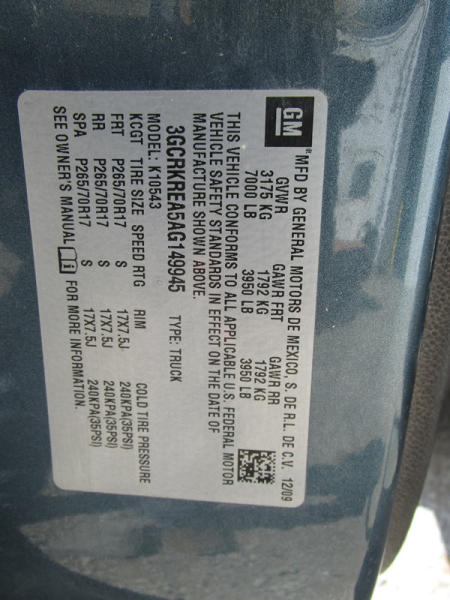 GM
MFD BY GENERAL MOTORS DE MEXICO, S. DE R.L. DE C.V. 12/09
GVWR GAWR FRT GAWR RR
3175 KG 1792 KG 1792 KG
7000 LB 3950 LB 3950 LB
THIS VEHICLE CONFORMS TO ALL APPLICABLE U.S. FEDERAL MOTOR
VEHICLE SAFETY STANDARDS IN EFFECT ON THE DATE OF
MANUFACTURE SHOWN ABOVE.
3GCRKREA5AG149945 TYPE: TRUCK
MODEL: K10543
KCGT TIRE SIZE SPEED RTG RIM COLD TIRE PRESSURE
FRT P265/70R17 S 17X7.5J 240KPA(35PSI)
RR P265/70R17 S 17X7.5J 240KPA(35PSI)
SPA P265/70R17 S 17X7.5J 240KPA(35PSI)
SEE OWNER'S MANUAL FOR MORE INFORMATION.